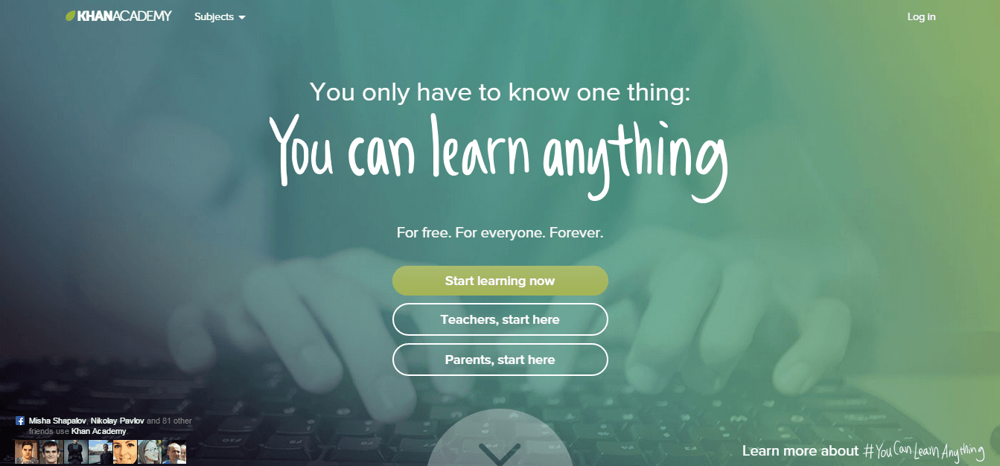 KHANACADEMY
Subjects
Log in
You only have to know one thing:
You can learn anything
For free. For everyone. Forever.
Start learning now
Teachers, start here
Parents, start here
Misha Shapalov, Nikolay Pavlov and 81 other
friends use Khan Academy.
Learn more about #YouCanLearnAnything